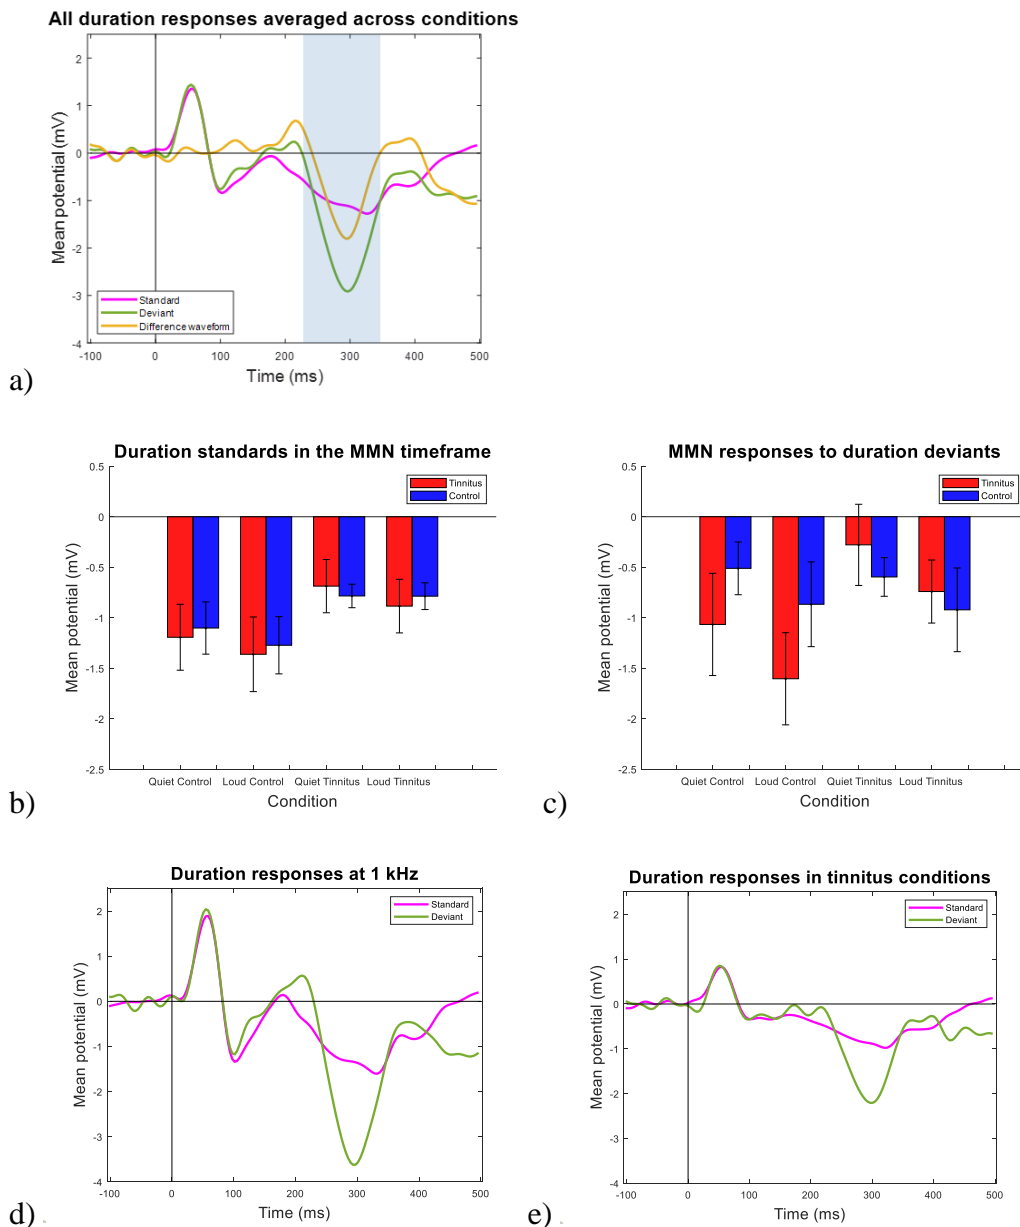 All duration responses averaged across conditions
2
1
0
-1
-2
-3
-4
Mean potential (mV)
Standard
Deviant
Difference waveform
-100 0 100 200 300 400 500
Time (ms)
a)
Duration standards in the MMN timeframe
0.5
0
-0.5
-1
-1.5
-2
-2.5
Mean potential (mV)
Tinnitus
Control
Quiet Control Loud Control Quiet Tinnitus Loud Tinnitus
Condition
b)
MMN responses to duration deviants
0.5
0
-0.5
-1
-1.5
-2
-2.5
Mean potential (mV)
Tinnitus
Control
Quiet Control Loud Control Quiet Tinnitus Loud Tinnitus
Condition
c)
Duration responses at 1 kHz
2
1
0
-1
-2
-3
-4
Mean potential (mV)
Standard
Deviant
-100 0 100 200 300 400 500
Time (ms)
d)
Duration responses in tinnitus conditions
2
1
0
-1
-2
-3
-4
Mean potential (mV)
Standard
Deviant
-100 0 100 200 300 400 500
Time (ms)
e)